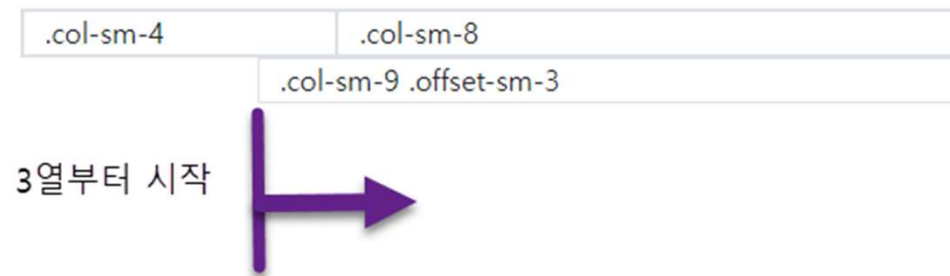 .col-sm-4 .col-sm-8
.col-sm-9 .offset-sm-3
3열부터 시작